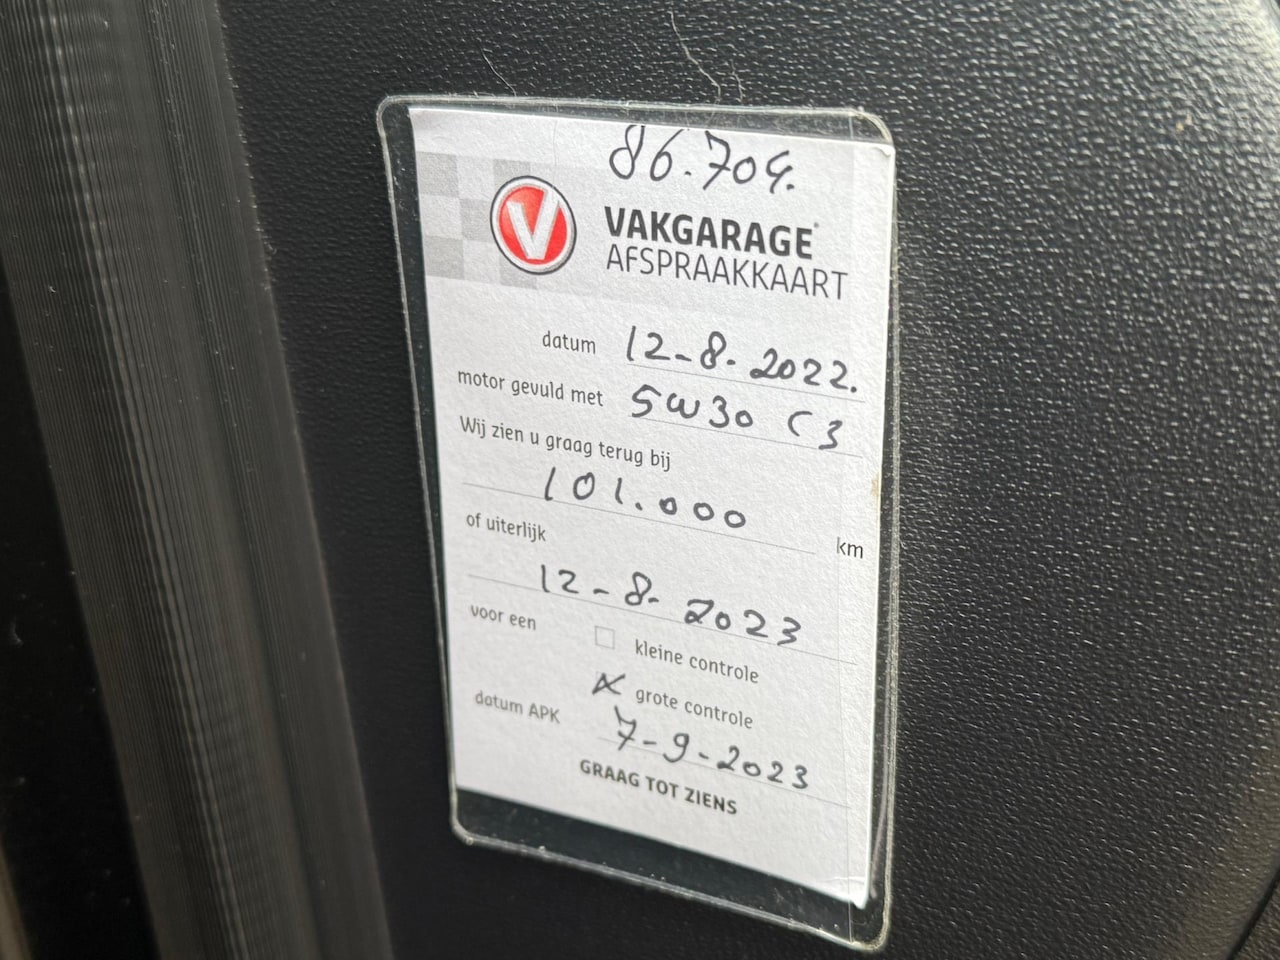 86.704.
V
VAKGARAGE
AFSPRAAKKAART
datum 12-8-2022.
motor gevuld met 5W30 C3
Wij zien u graag terug bij
101.000 km
of uiterlijk
12-8-2023
voor een kleine controle
x grote controle
datum APK 7-9-2023
GRAAG TOT ZIENS